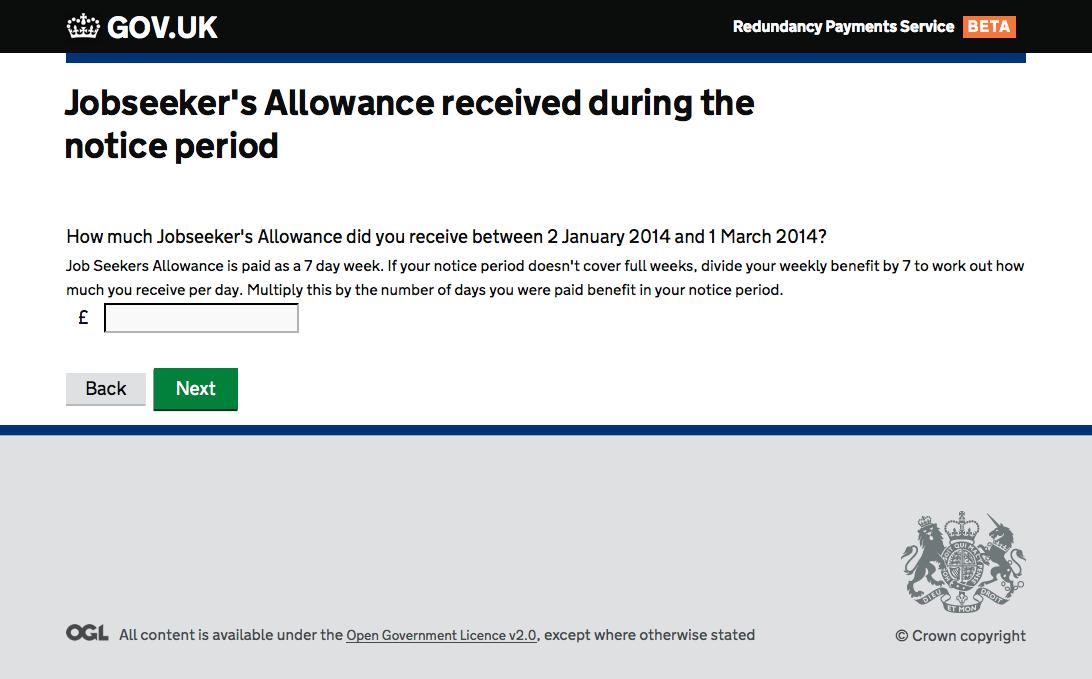 GOV.UK
Redundancy Payments Service BETA
Jobseeker's Allowance received during the
notice period
How much Jobseeker's Allowance did you receive between 2 January 2014 and 1 March 2014?
Job Seekers Allowance is paid as a 7 day week. If your notice period doesn't cover full weeks, divide your weekly benefit by 7 to work out how
much you receive per day. Multiply this by the number of days you were paid benefit in your notice period.
£
Back Next
DIEU ET MON DROIT
OGL All content is available under the Open Government Licence v2.0, except where otherwise stated
© Crown copyright